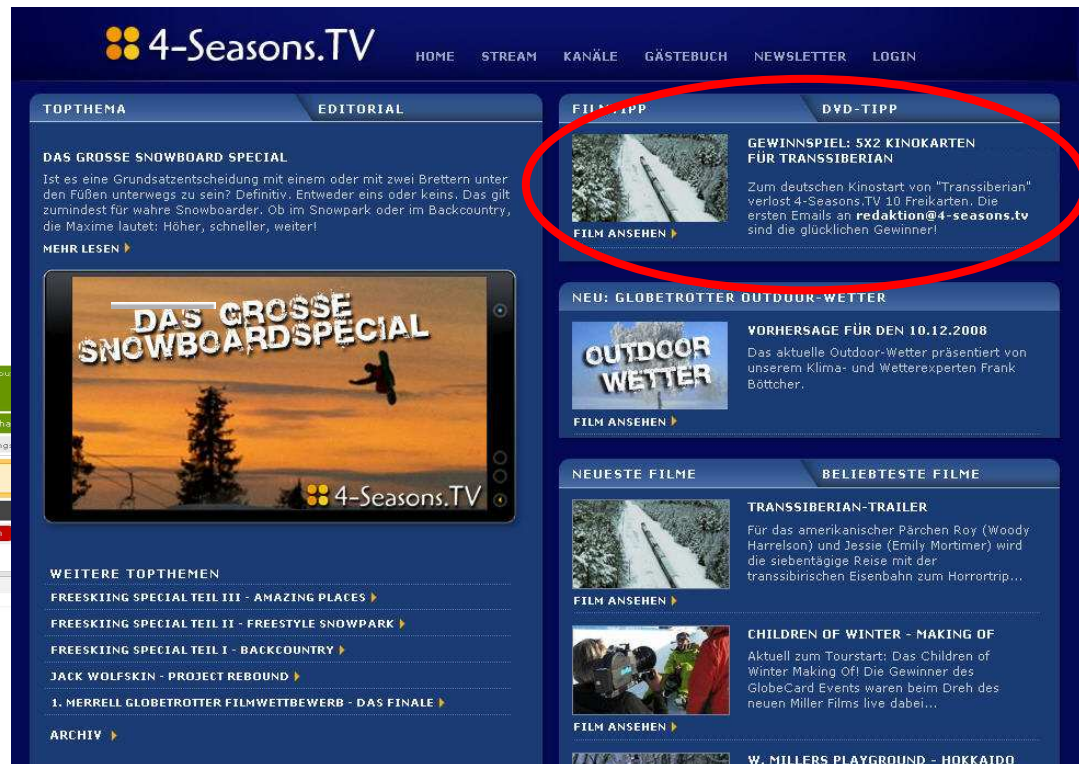 4-Seasons.TV
HOME STREAM KANÄLE GÄSTEBUCH NEWSLETTER LOGIN
TOPTHEMA EDITORIAL
DAS GROSSE SNOWBOARD SPECIAL
Ist es eine Grundsatzentscheidung mit einem oder mit zwei Brettern unter
den Füßen unterwegs zu sein? Definitiv. Entweder eins oder keins. Das gilt
zumindest für wahre Snowboarder. Ob im Snowpark oder im Backcountry,
die Maxime lautet: Höher, schneller, weiter!
MEHR LESEN
DAS GROSSE
SNOWBOARDSPECIAL
4-Seasons.TV
WEITERE TOPTHEMEN
FREESKIING SPECIAL TEIL III - AMAZING PLACES
FREESKIING SPECIAL TEIL II - FREESTYLE SNOWPARK
FREESKIING SPECIAL TEIL I - BACKCOUNTRY
JACK WOLFSKIN - PROJECT REBOUND
1. MERRELL GLOBETROTTER FILMWETTBEWERB - DAS FINALE
ARCHIV
FILMTIPP DVD-TIPP
GEWINNSPIEL: 5X2 KINOKARTEN
FÜR TRANSSIBERIAN
Zum deutschen Kinostart von "Transsiberian"
verlost 4-Seasons.TV 10 Freikarten. Die
ersten Emails an redaktion@4-seasons.tv
sind die glücklichen Gewinner!
FILM ANSEHEN
NEU: GLOBETROTTER OUTDOOR-WETTER
OUTDOOR
WETTER
VORHERSAGE FÜR DEN 10.12.2008
Das aktuelle Outdoor-Wetter präsentiert von
unserem Klima- und Wetterexperten Frank
Böttcher.
FILM ANSEHEN
NEUESTE FILME BELIEBTESTE FILME
TRANSSIBERIAN-TRAILER
Für das amerikanischer Pärchen Roy (Woody
Harrelson) und Jessie (Emily Mortimer) wird
die siebentägige Reise mit der
transsibirischen Eisenbahn zum Horrortrip...
FILM ANSEHEN
CHILDREN OF WINTER - MAKING OF
Aktuell zum Tourstart: Das Children of
Winter Making Of! Die Gewinner des
GlobeCard Events waren beim Dreh des
neuen Miller Films live dabei...
FILM ANSEHEN
W. MILLERS PLAYGROUND - HOKKAIDO